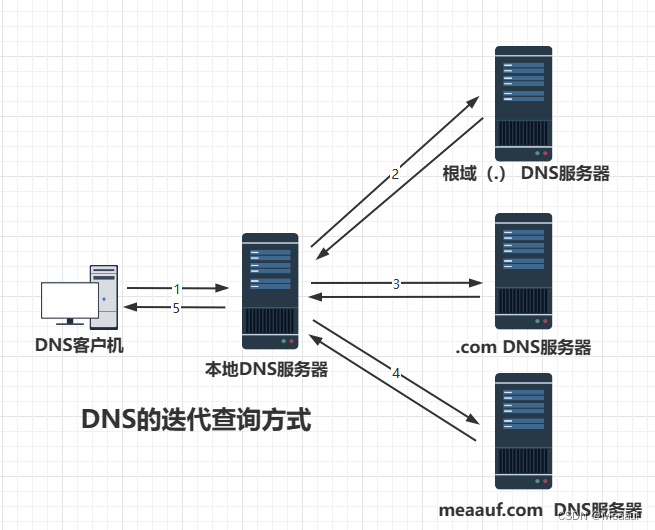 2
根域（.） DNS服务器
1
3
5
DNS客户机
本地DNS服务器
.com DNS服务器
4
DNS的迭代查询方式
meaauf.com DNS服务器
CSDN @Meaauf